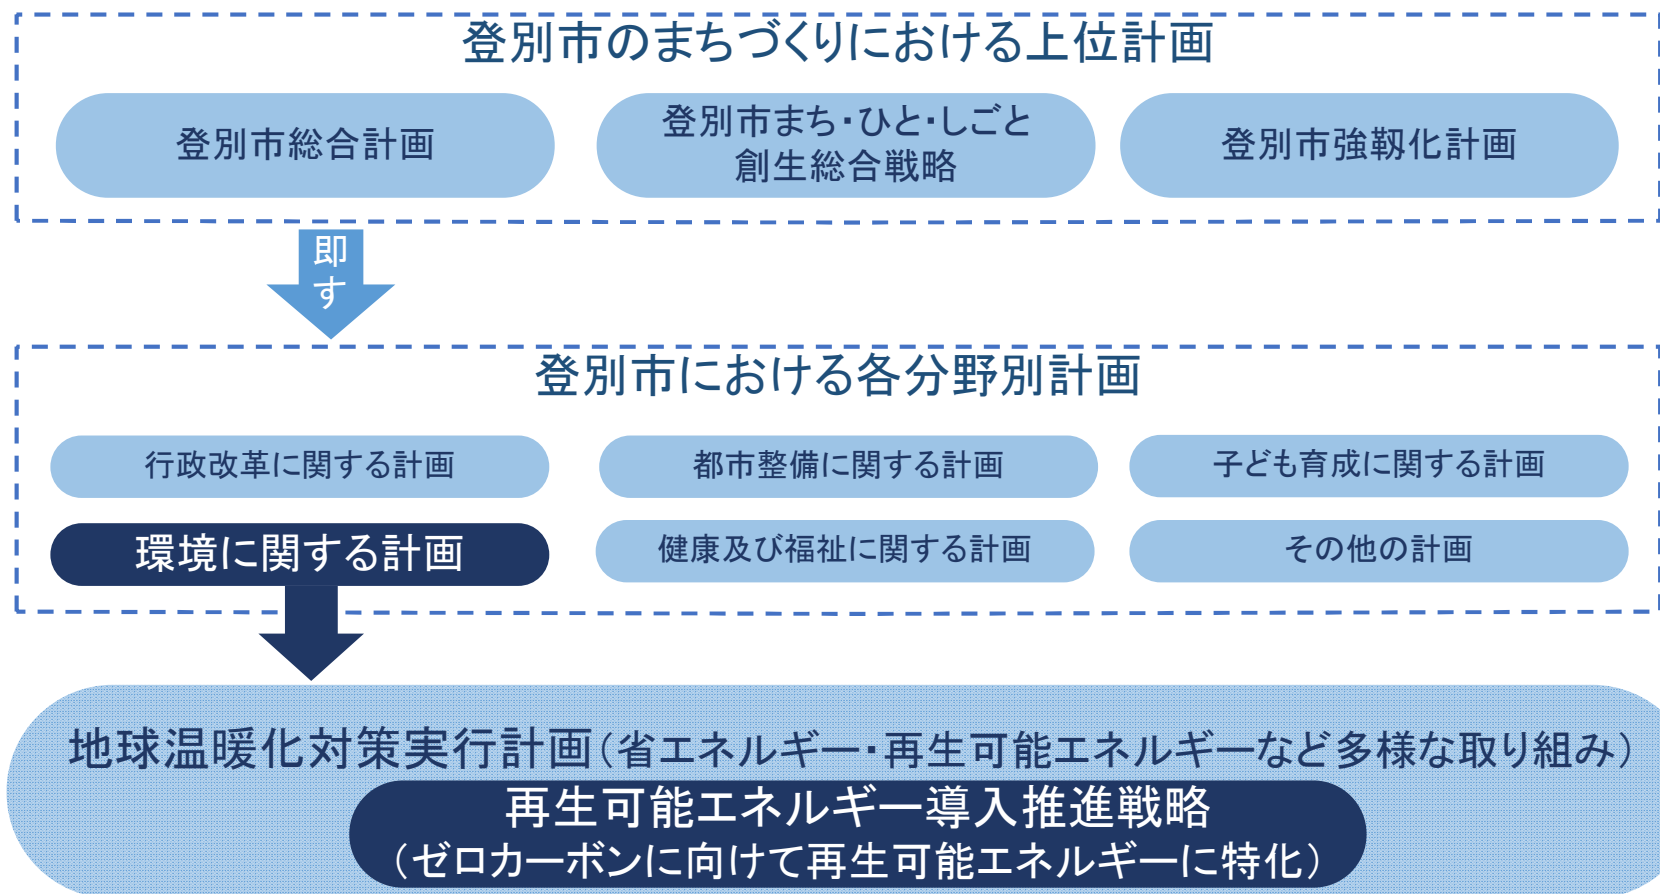 登別市のまちづくりにおける上位計画
登別市総合計画
登別市まち・ひと・しごと
創生総合戦略
登別市強靱化計画
即
す
登別市における各分野別計画
行政改革に関する計画
都市整備に関する計画
子ども育成に関する計画
環境に関する計画
健康及び福祉に関する計画
その他の計画
地球温暖化対策実行計画（省エネルギー・再生可能エネルギーなど多様な取り組み）
再生可能エネルギー導入推進戦略
（ゼロカーボンに向けて再生可能エネルギーに特化）